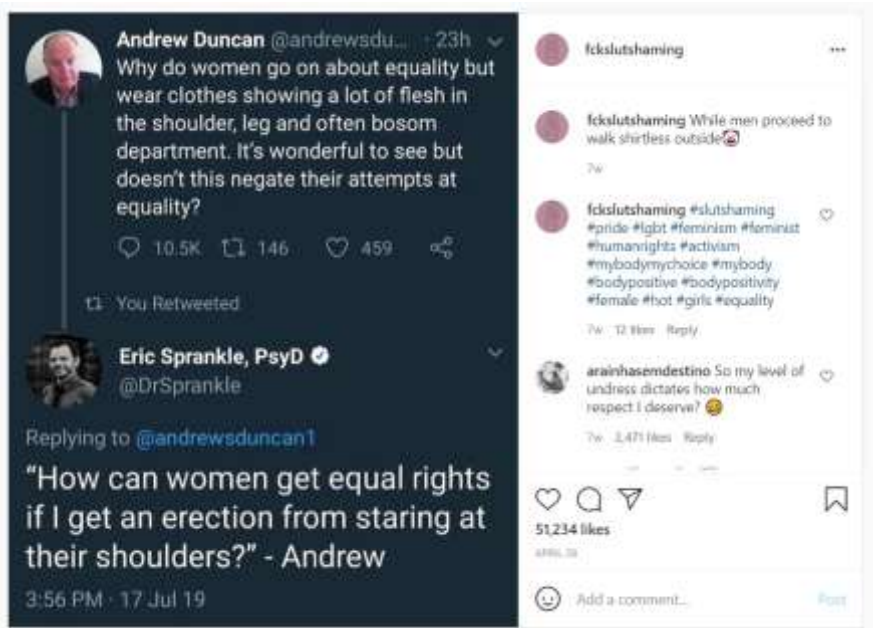 Andrew Duncan @andrewsdu... · 23h
Why do women go on about equality but
wear clothes showing a lot of flesh in
the shoulder, leg and often bosom
department. It's wonderful to see but
doesn't this negate their attempts at
equality?
10.5K 146 459
You Retweeted
Eric Sprankle, PsyD
@DrSprankle
Replying to @andrewsduncan1
"How can women get equal rights
if I get an erection from staring at
their shoulders?" - Andrew
3:56 PM · 17 Jul 19
fckslutshaming
fckslutshaming While men proceed to
walk shirtless outside
7w
fckslutshaming #slutshaming
#pride #lgbt #feminism #feminist
#humanrights #activism
#mybodymychoice #mybody
#bodypositive #bodypositivity
#female #hot #girls #equality
7w 12 likes Reply
arainhasemdestino So my level of
undress dictates how much
respect I deserve?
7w 2,471 likes Reply
51,234 likes
APRIL
Add a comment...
Post